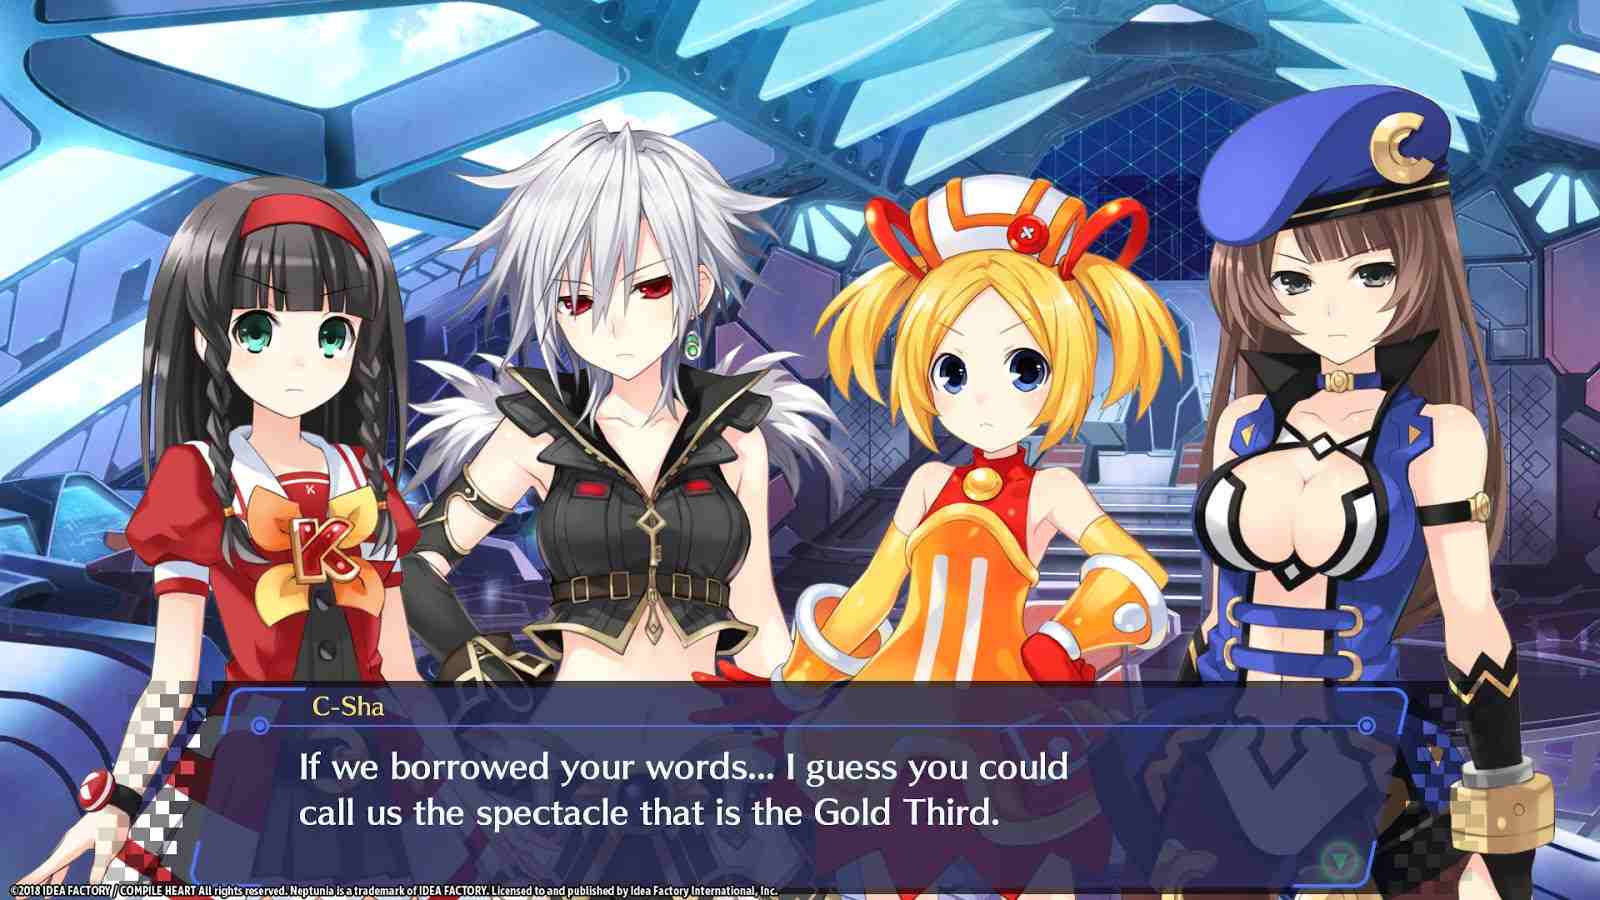 C
K
K
C-Sha
If we borrowed your words... I guess you could
call us the spectacle that is the Gold Third.
©2018 IDEA FACTORY / COMPILE HEART All rights reserved. Neptunia is a trademark of IDEA FACTORY. Licensed to and published by Idea Factory International, Inc.